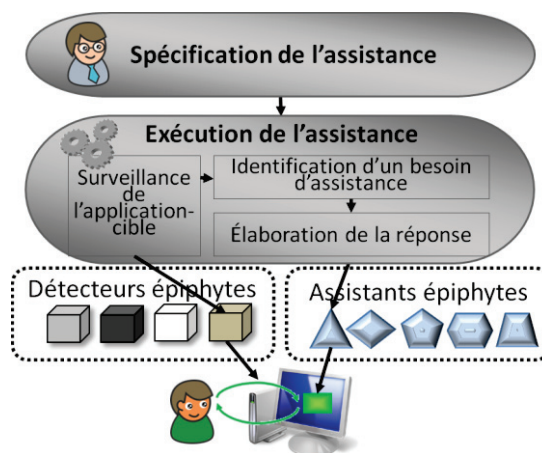 Spécification de l'assistance
Exécution de l'assistance
Surveillance
de
l'application-
cible
Identification d'un besoin
d'assistance
Élaboration de la réponse
Détecteurs épiphytes
Assistants épiphytes